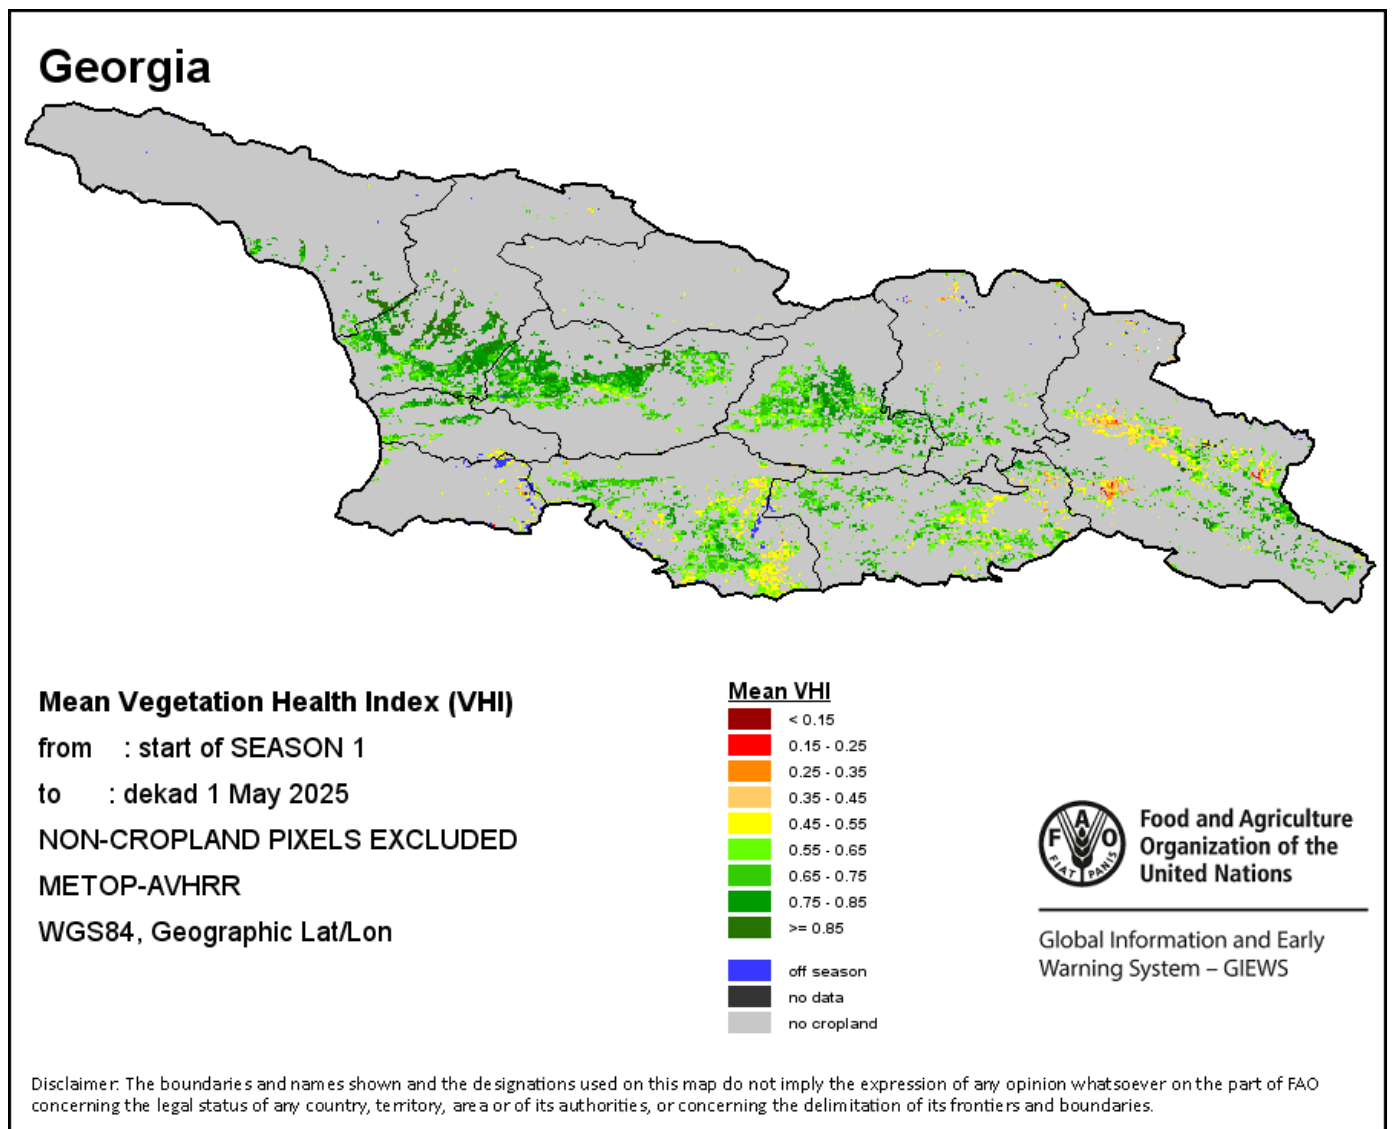 Georgia
Mean Vegetation Health Index (VHI)
from : start of SEASON 1
to : dekad 1 May 2025
NON-CROPLAND PIXELS EXCLUDED
METOP-AVHRR
WGS84, Geographic Lat/Lon
Mean VHI
< 0.15
0.15 - 0.25
0.25 - 0.35
0.35 - 0.45
0.45 - 0.55
0.55 - 0.65
0.65 - 0.75
0.75 - 0.85
>= 0.85
off season
no data
no cropland
F A O
FIAT PANIS
Food and Agriculture
Organization of the
United Nations
Global Information and Early
Warning System – GIEWS
Disclaimer: The boundaries and names shown and the designations used on this map do not imply the expression of any opinion whatsoever on the part of FAO
concerning the legal status of any country, territory, area or of its authorities, or concerning the delimitation of its frontiers and boundaries.